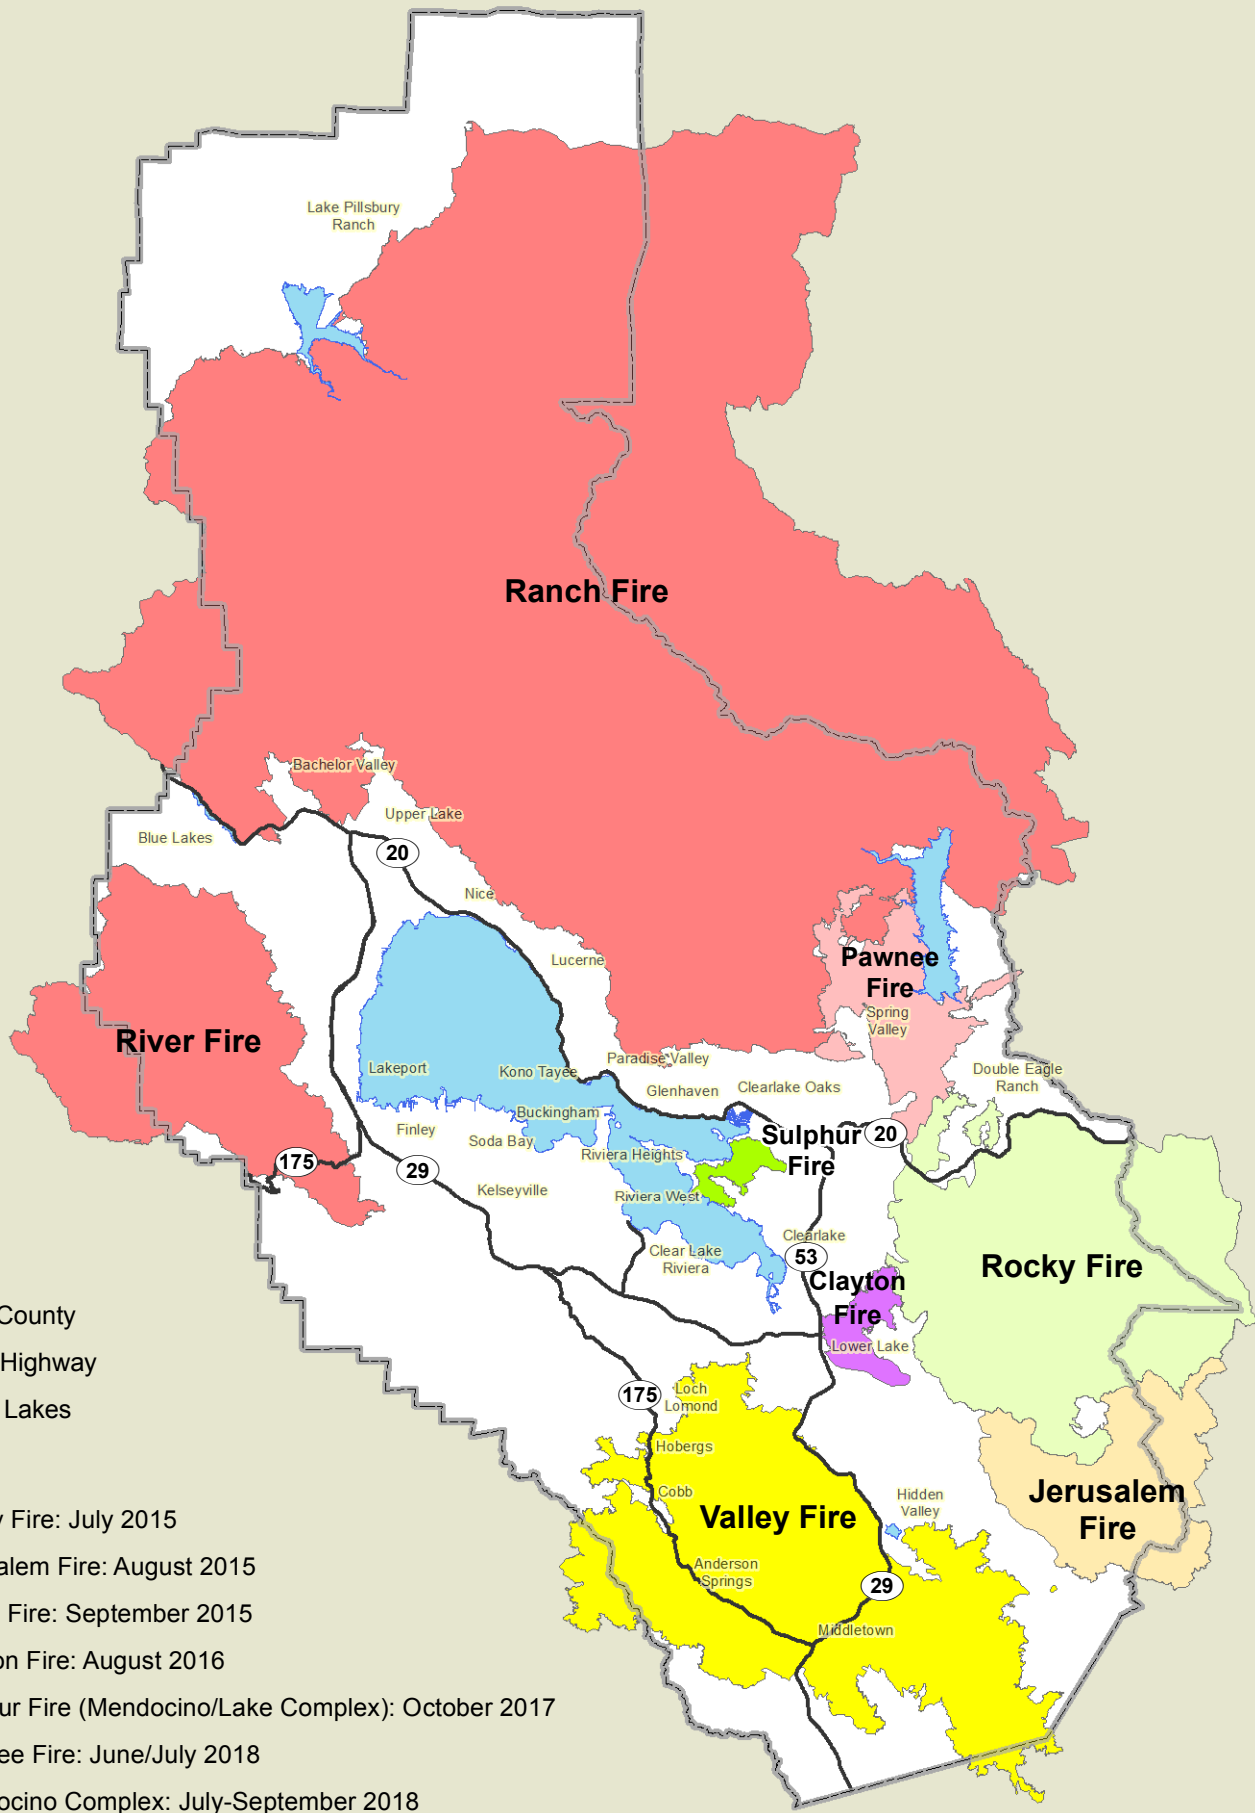 Lake Pillsbury
Ranch
Ranch Fire
Bachelor Valley
Upper Lake
Blue Lakes
20
Nice
Lucerne
Pawnee
Fire
Spring
Valley
River Fire
Lakeport
Kono Tayee
Paradise Valley
Glenhaven
Clearlake Oaks
Double Eagle
Ranch
Buckingham
Finley
Soda Bay
Sulphur
Fire
20
Riviera Heights
175
29
Kelseyville
Riviera West
Clear Lake
Riviera
Clearlake
53
Rocky Fire
Clayton
Fire
Lower Lake
County
Highway
Lakes
175
Loch
Lomond
Hobergs
Cobb
Valley Fire
Hidden
Valley
Jerusalem
Fire
Anderson
Springs
29
Middletown
y Fire: July 2015
alem Fire: August 2015
Fire: September 2015
on Fire: August 2016
ur Fire (Mendocino/Lake Complex): October 2017
ee Fire: June/July 2018
ocino Complex: July-September 2018